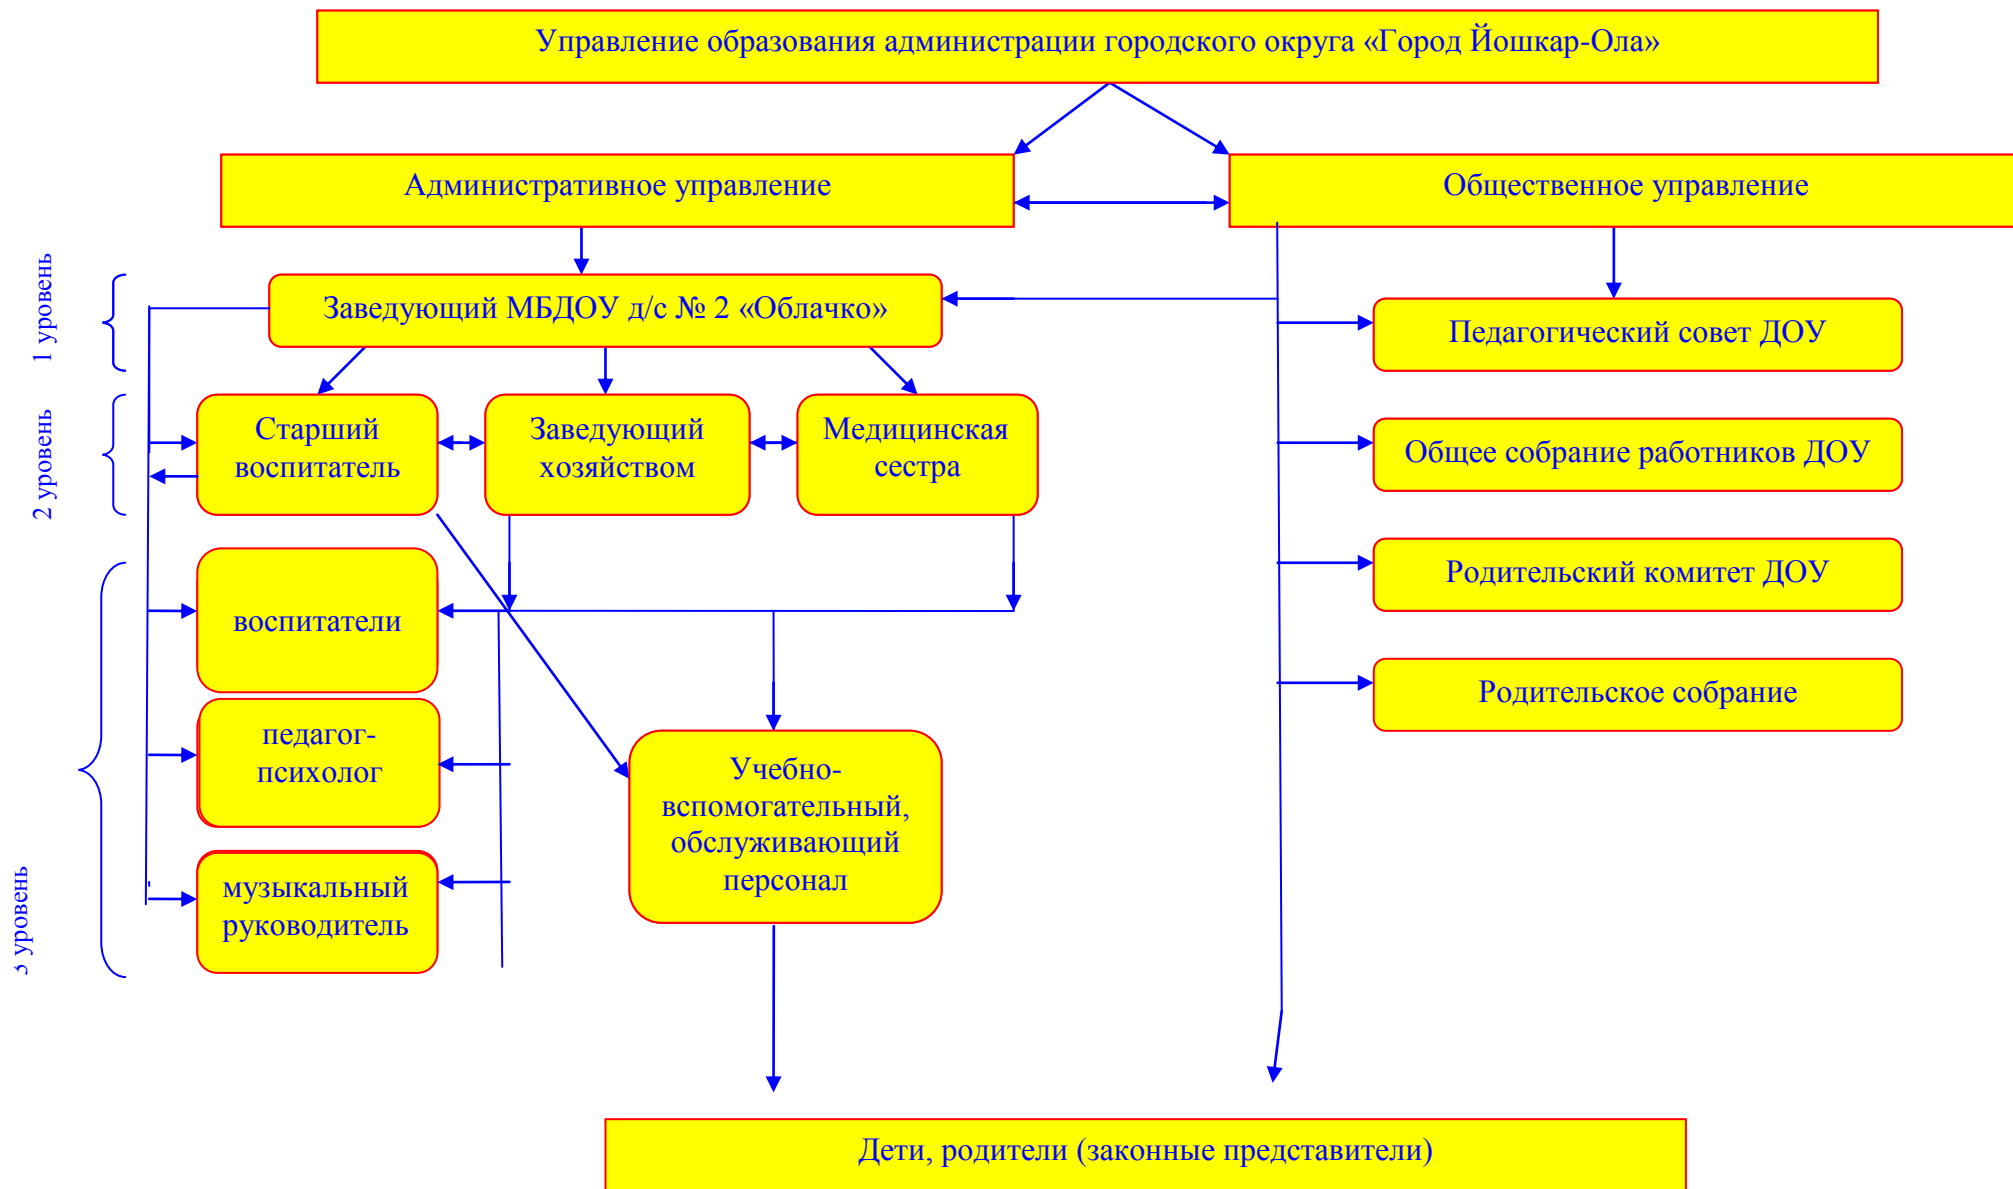 Управление образования администрации городского округа «Город Йошкар-Ола»
Административное управление
Общественное управление
1 уровень
Заведующий МБДОУ д/с № 2 «Облачко»
Педагогический совет ДОУ
2 уровень
Старший
воспитатель
Заведующий
хозяйством
Медицинская
сестра
Общее собрание работников ДОУ
Родительский комитет ДОУ
воспитатели
Родительское собрание
педагог-
психолог
Учебно-
вспомогательный,
обслуживающий
персонал
3 уровень
музыкальный
руководитель
Дети, родители (законные представители)